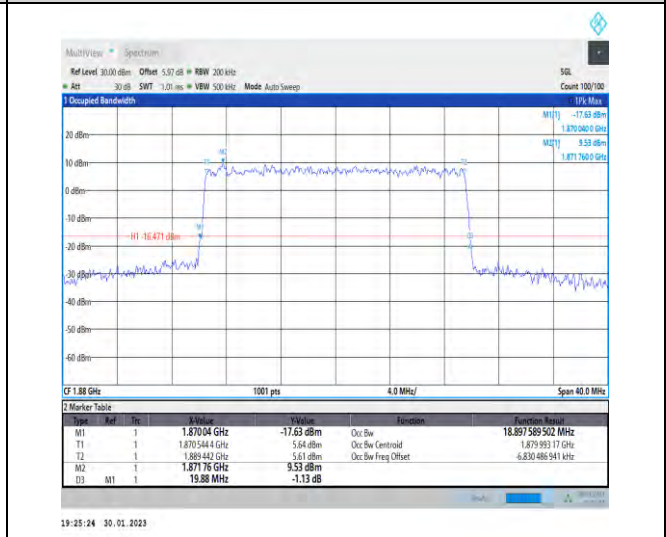 MultiView Spectrum
Ref Level 30.00 dBm Offset 5.97 dB RBW 200 kHz SGL
Att 30 dB SWT 1.01 ms VBW 500 kHz Mode Auto Sweep Count 100/100
1 Occupied Bandwidth 1Pk Max
M1[1] -17.63 dBm
1.870 040 0 GHz
M2[1] 9.53 dBm
1.871 760 0 GHz
20 dBm
M2
T1 T2
10 dBm
0 dBm
-10 dBm
M1
D3
H1 -16.471 dBm
-20 dBm
-30 dBm
-40 dBm
-50 dBm
-60 dBm
CF 1.88 GHz 1001 pts 4.0 MHz/ Span 40.0 MHz
2 Marker Table
Type Ref Trc X-Value Y-Value Function Function Result
M1 1 1.87004 GHz -17.63 dBm Occ Bw 18.897 589 502 MHz
T1 1 1.870 544 4 GHz 5.64 dBm Occ Bw Centroid 1.879 993 17 GHz
T2 1 1.889 442 GHz 5.61 dBm Occ Bw Freq Offset -6.830 486 941 kHz
M2 1 1.871 76 GHz 9.53 dBm
D3 M1 1 19.88 MHz -1.13 dB
19:25:24 30.01.2023